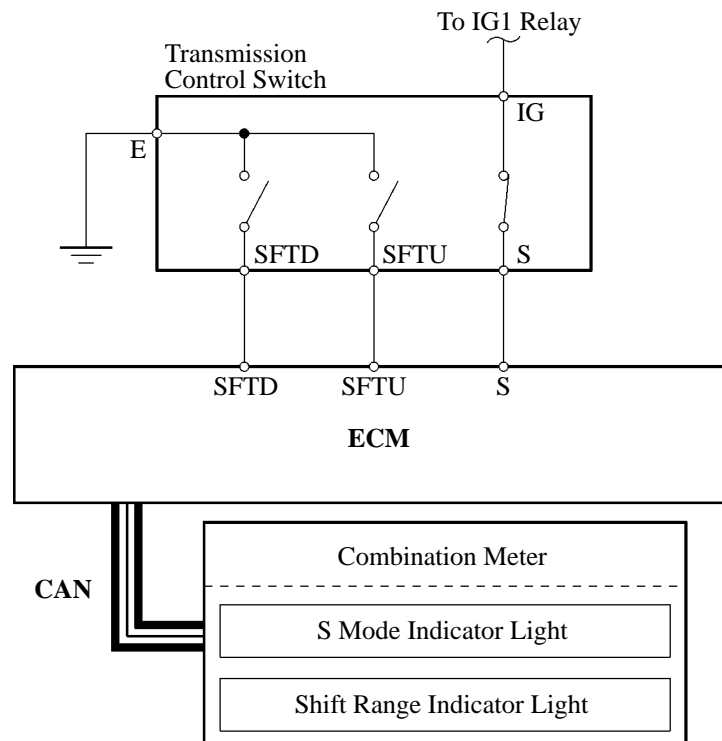 To IG1 Relay
Transmission
Control Switch
IG
E
SFTD
SFTU
S
SFTD
SFTU
S
ECM
CAN
Combination Meter
S Mode Indicator Light
Shift Range Indicator Light